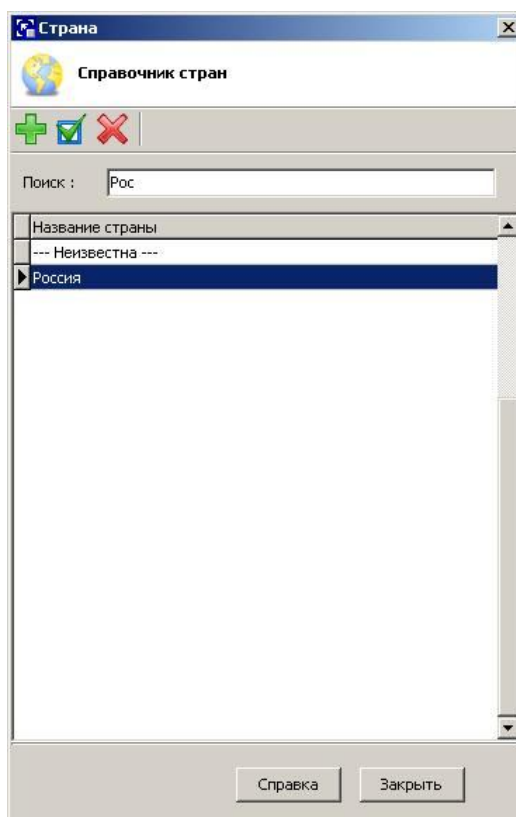 Страна
Справочник стран
Поиск :
Рос
Название страны
--- Неизвестна ---
Россия
Справка
Закрыть